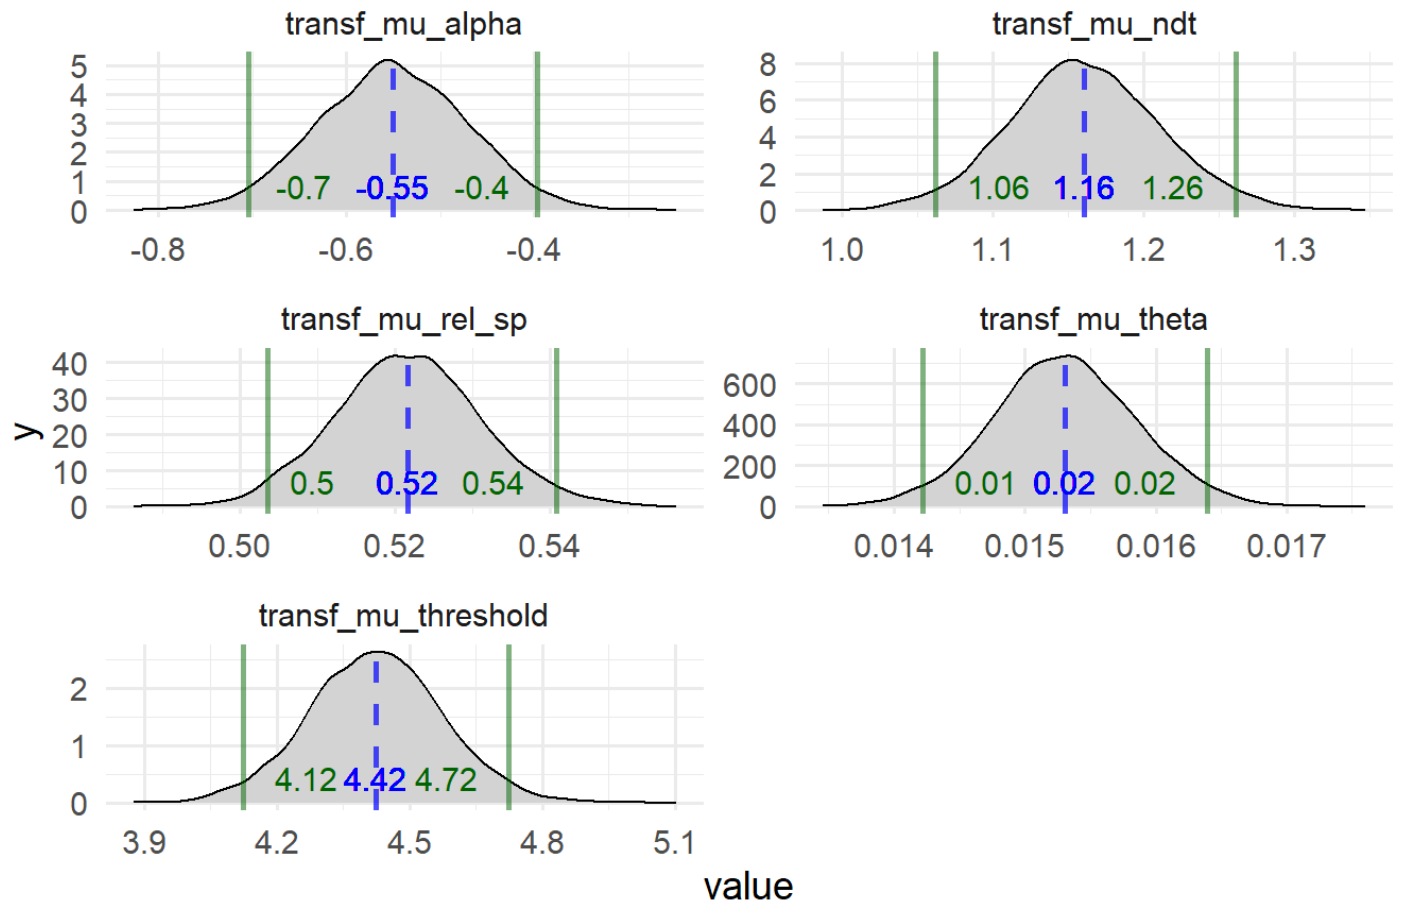 transf_mu_alpha
5
4
3
2
1
0
-0.7 -0.55 -0.4
-0.8 -0.6 -0.4
transf_mu_ndt
8
6
4
2
0
1.06 1.16 1.26
1.0 1.1 1.2 1.3
transf_mu_rel_sp
40
30
20
10
0
0.5 0.52 0.54
0.50 0.52 0.54
transf_mu_theta
600
400
200
0
0.01 0.02 0.02
0.014 0.015 0.016 0.017
transf_mu_threshold
2
1
0
4.12 4.42 4.72
3.9 4.2 4.5 4.8 5.1
y
value